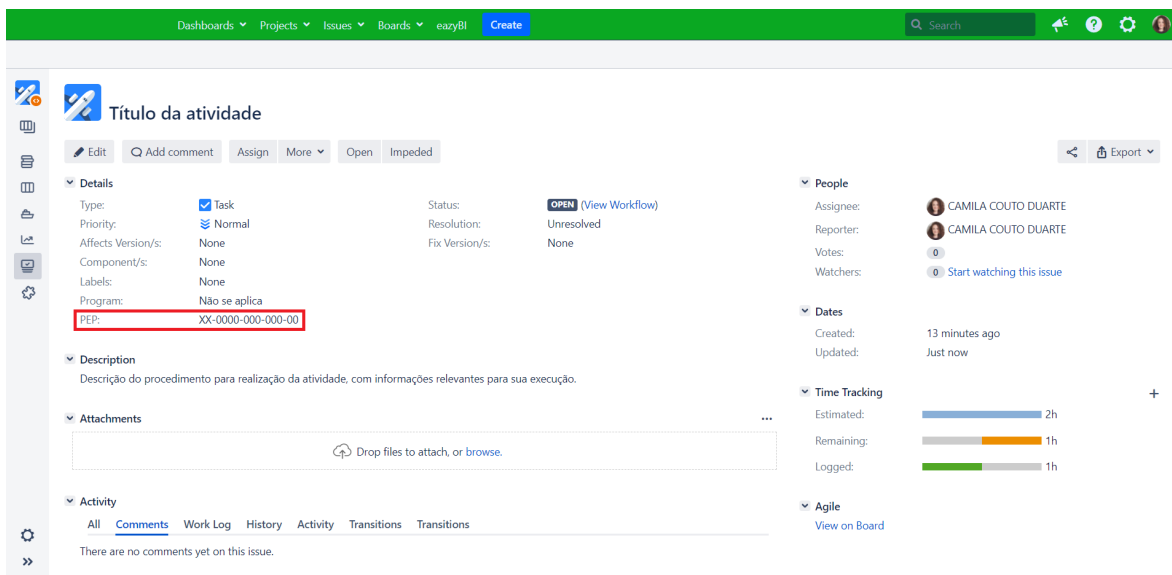 Dashboards Projects Issues Boards eazyBI Create Search
Título da atividade
Edit Add comment Assign More Open Impeded Export
Details
Type: Task Status: OPEN (View Workflow)
Priority: Normal Resolution: Unresolved
Affects Version/s: None Fix Version/s: None
Component/s: None
Labels: None
Program: Não se aplica
PEP: XX-0000-000-000-00
Description
Descrição do procedimento para realização da atividade, com informações relevantes para sua execução.
Attachments
Drop files to attach, or browse.
Activity
All Comments Work Log History Activity Transitions Transitions
There are no comments yet on this issue.
People
Assignee: CAMILA COUTO DUARTE
Reporter: CAMILA COUTO DUARTE
Votes: 0
Watchers: 0 Start watching this issue
Dates
Created: 13 minutes ago
Updated: Just now
Time Tracking
Estimated: 2h
Remaining: 1h
Logged: 1h
Agile
View on Board